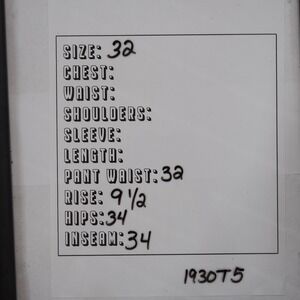 SIZE: 32
CHEST:
WAIST:
SHOULDERS:
SLEEVE:
LENGTH:
PANT WAIST: 32
RISE: 9 1/2
HIPS: 34
INSEAM: 34
1930T5